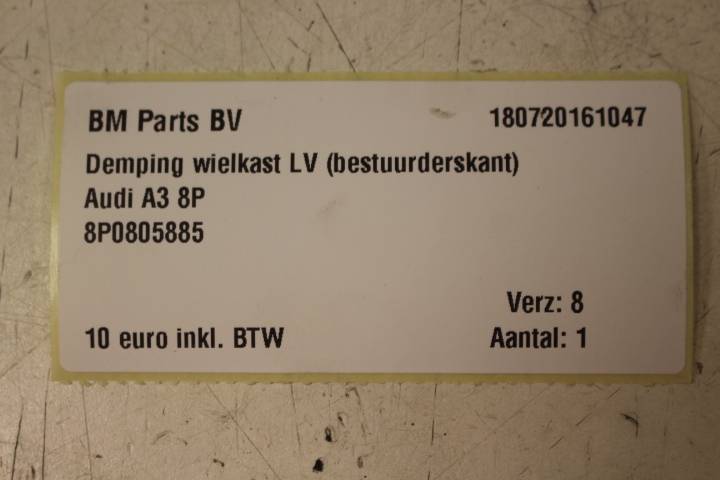 BM Parts BV 180720161047
Demping wielkast LV (bestuurderskant)
Audi A3 8P
8P0805885
Verz: 8
10 euro inkl. BTW Aantal: 1